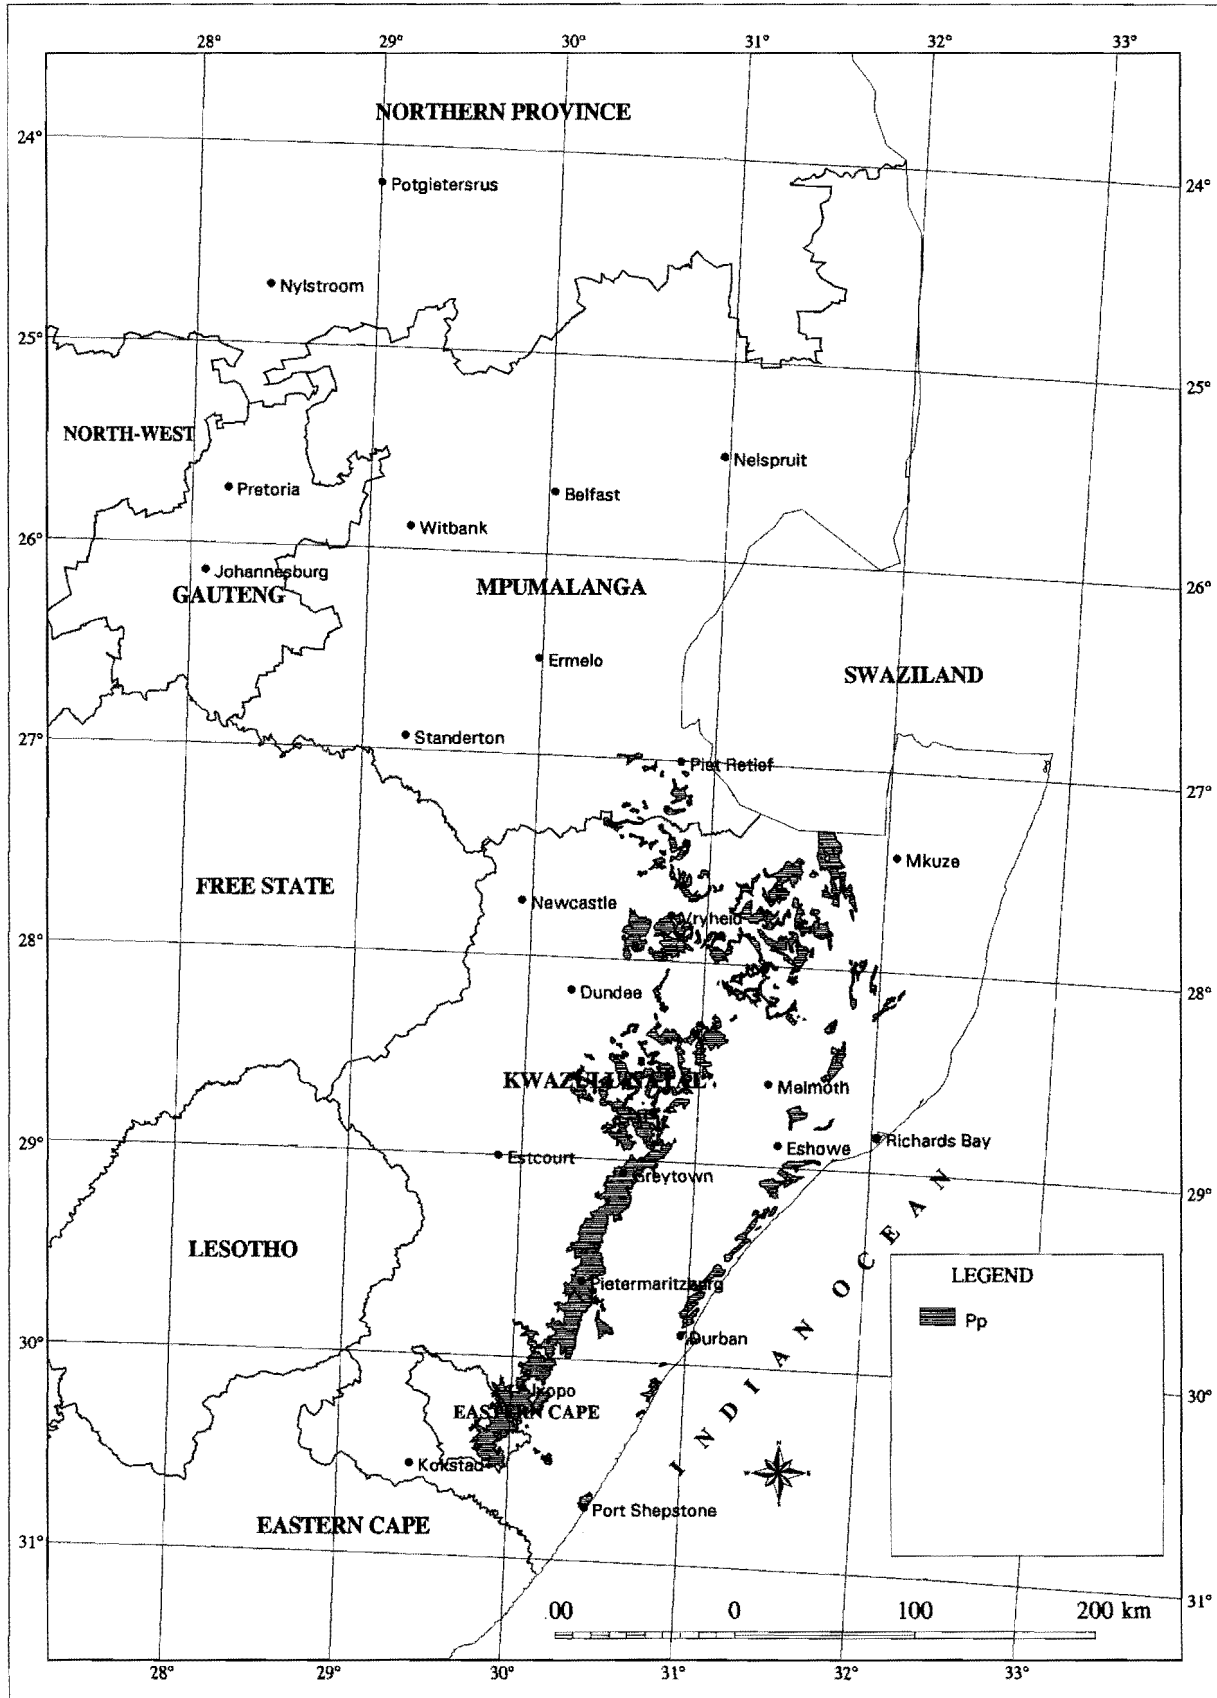 28° 29° 30° 31° 32° 33°
NORTHERN PROVINCE
24°
Potgietersrus
24°
Nylstroom
25°
25°
NORTH-WEST
Nelspruit
Pretoria
Belfast
Witbank
26°
Johannesburg
GAUTENG
MPUMALANGA
26°
Ermelo
SWAZILAND
27°
Standerton
Piet Retief
27°
Mkuze
FREE STATE
Newcastle
Vryheid
28°
Dundee
28°
KWAZULU/NATAL
Melmoth
29°
Estcourt
Eshowe
Richards Bay
Greytown
29°
LESOTHO
INDIAN OCEAN
LEGEND
Pietermaritzburg
Pp
30°
Durban
Ixopo
30°
EASTERN CAPE
Kokstad
Port Shepstone
EASTERN CAPE
31°
31°
00 0 100 200 km
28° 29° 30° 31° 32° 33°